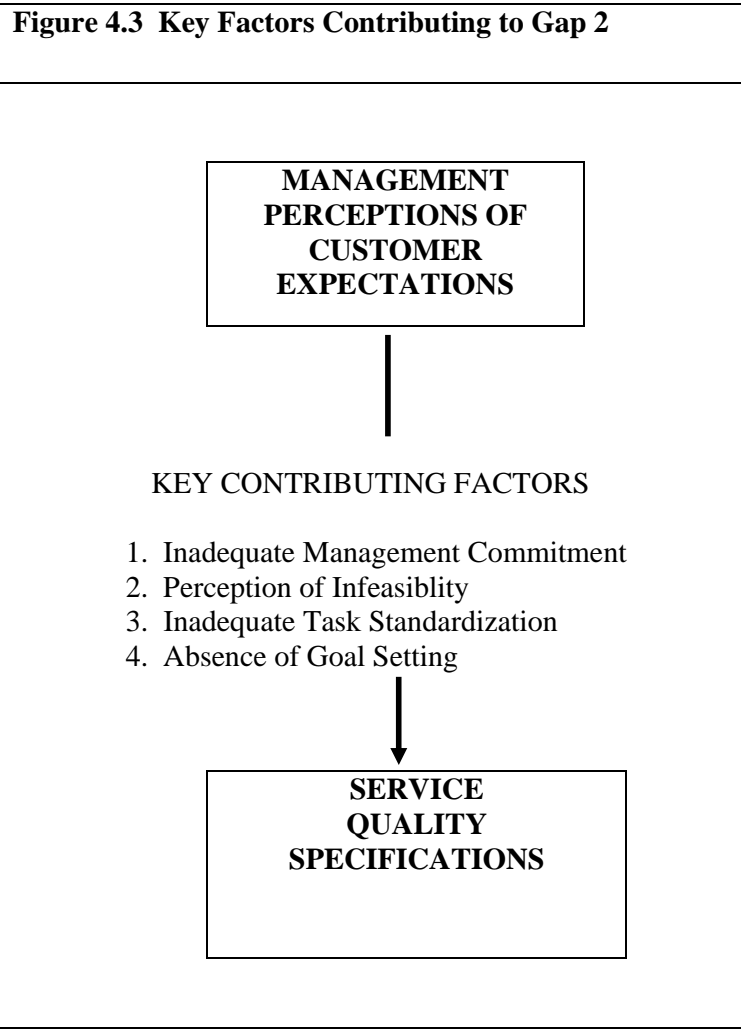 Figure 4.3  Key Factors Contributing to Gap 2
MANAGEMENT
PERCEPTIONS OF
CUSTOMER
EXPECTATIONS
KEY CONTRIBUTING FACTORS
1.  Inadequate Management Commitment
2.  Perception of Infeasiblity
3.  Inadequate Task Standardization
4.  Absence of Goal Setting
SERVICE
QUALITY
SPECIFICATIONS